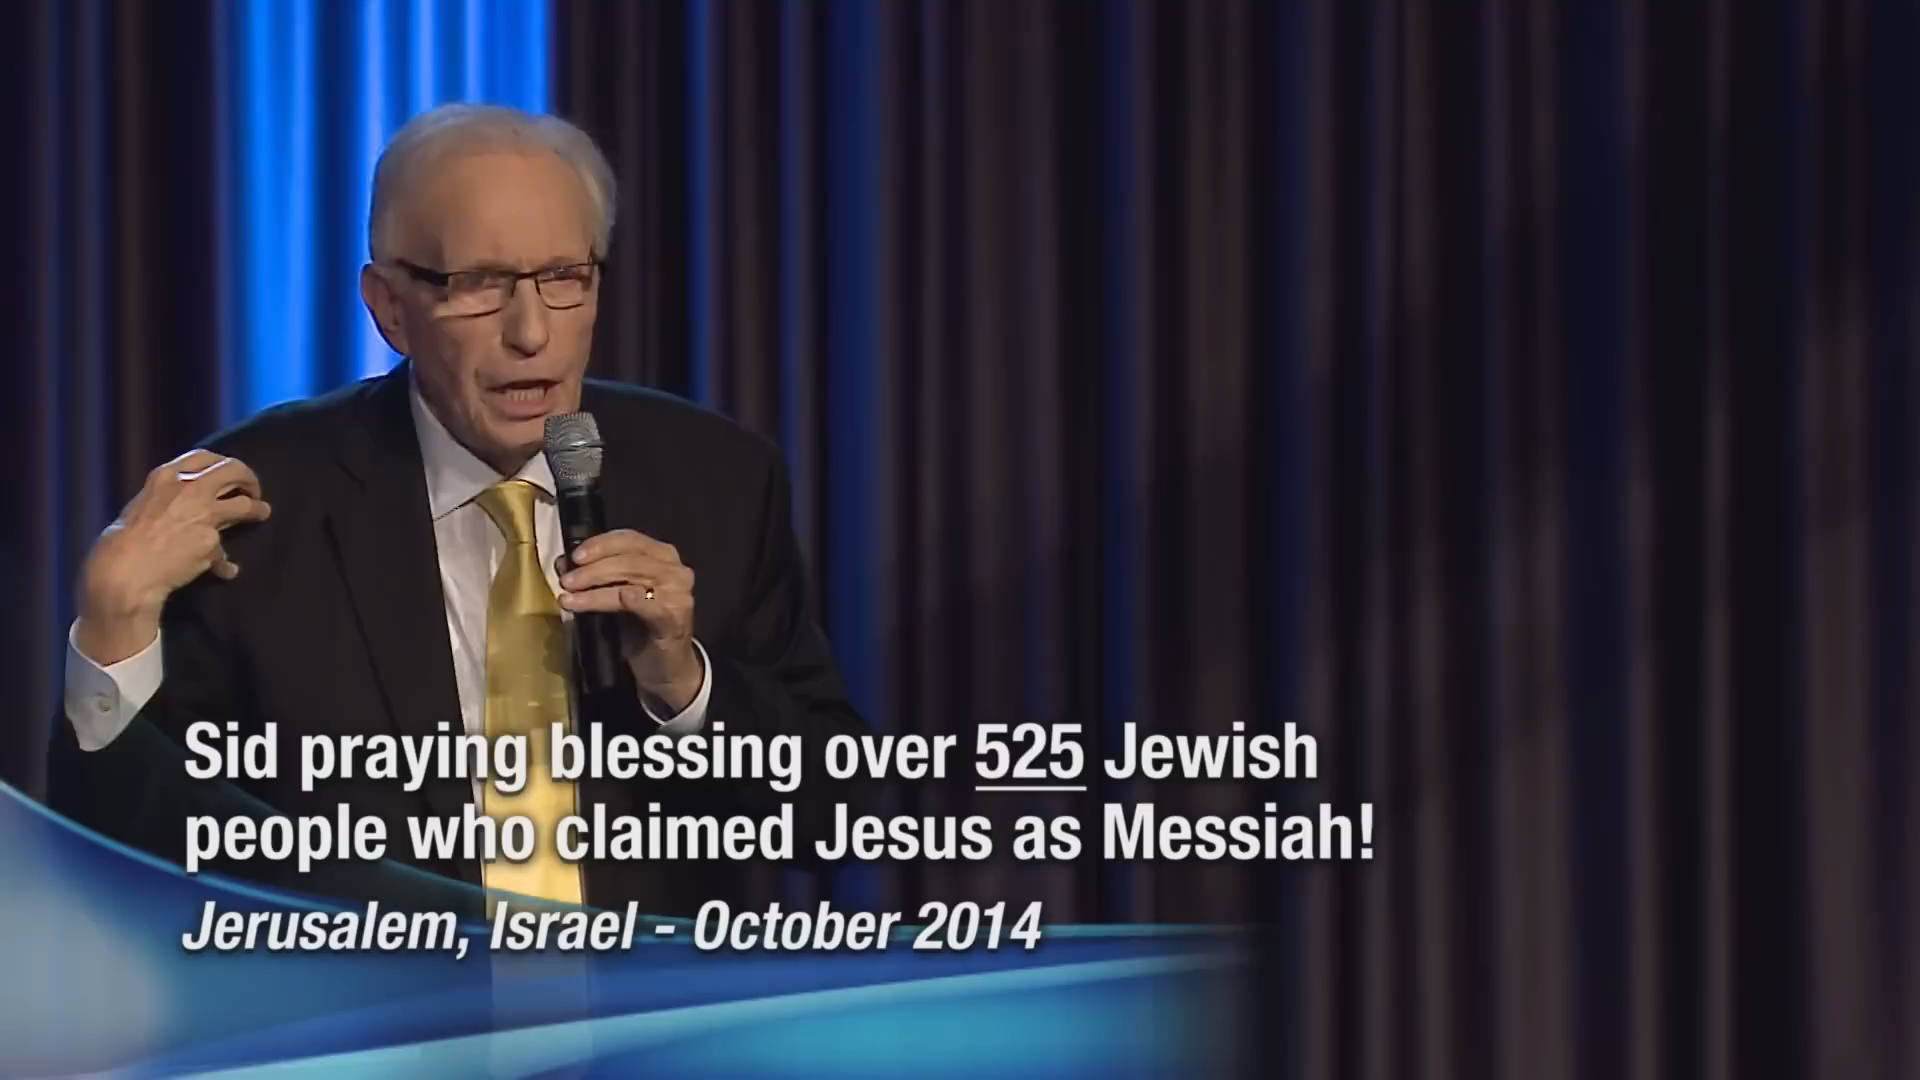 Sid praying blessing over 525 Jewish
people who claimed Jesus as Messiah!
Jerusalem, Israel - October 2014